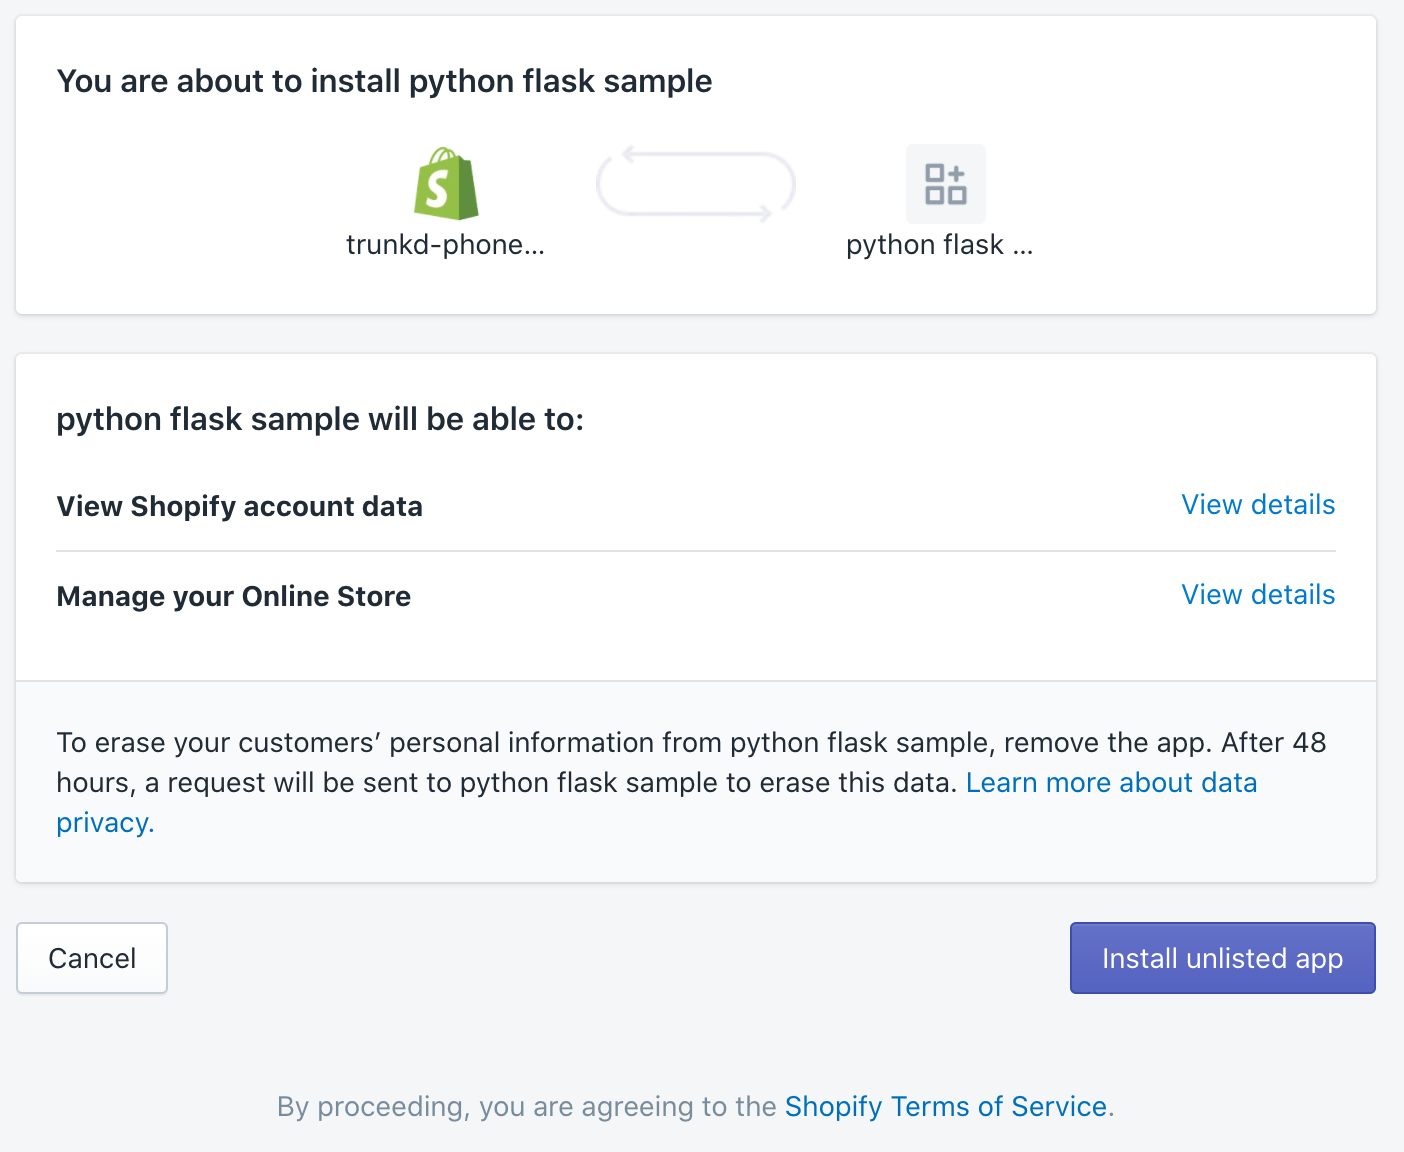 You are about to install python flask sample
trunkd-phone...
python flask ...
python flask sample will be able to:
View Shopify account data
View details
Manage your Online Store
View details
To erase your customers’ personal information from python flask sample, remove the app. After 48
hours, a request will be sent to python flask sample to erase this data. Learn more about data
privacy.
Cancel
Install unlisted app
By proceeding, you are agreeing to the Shopify Terms of Service.